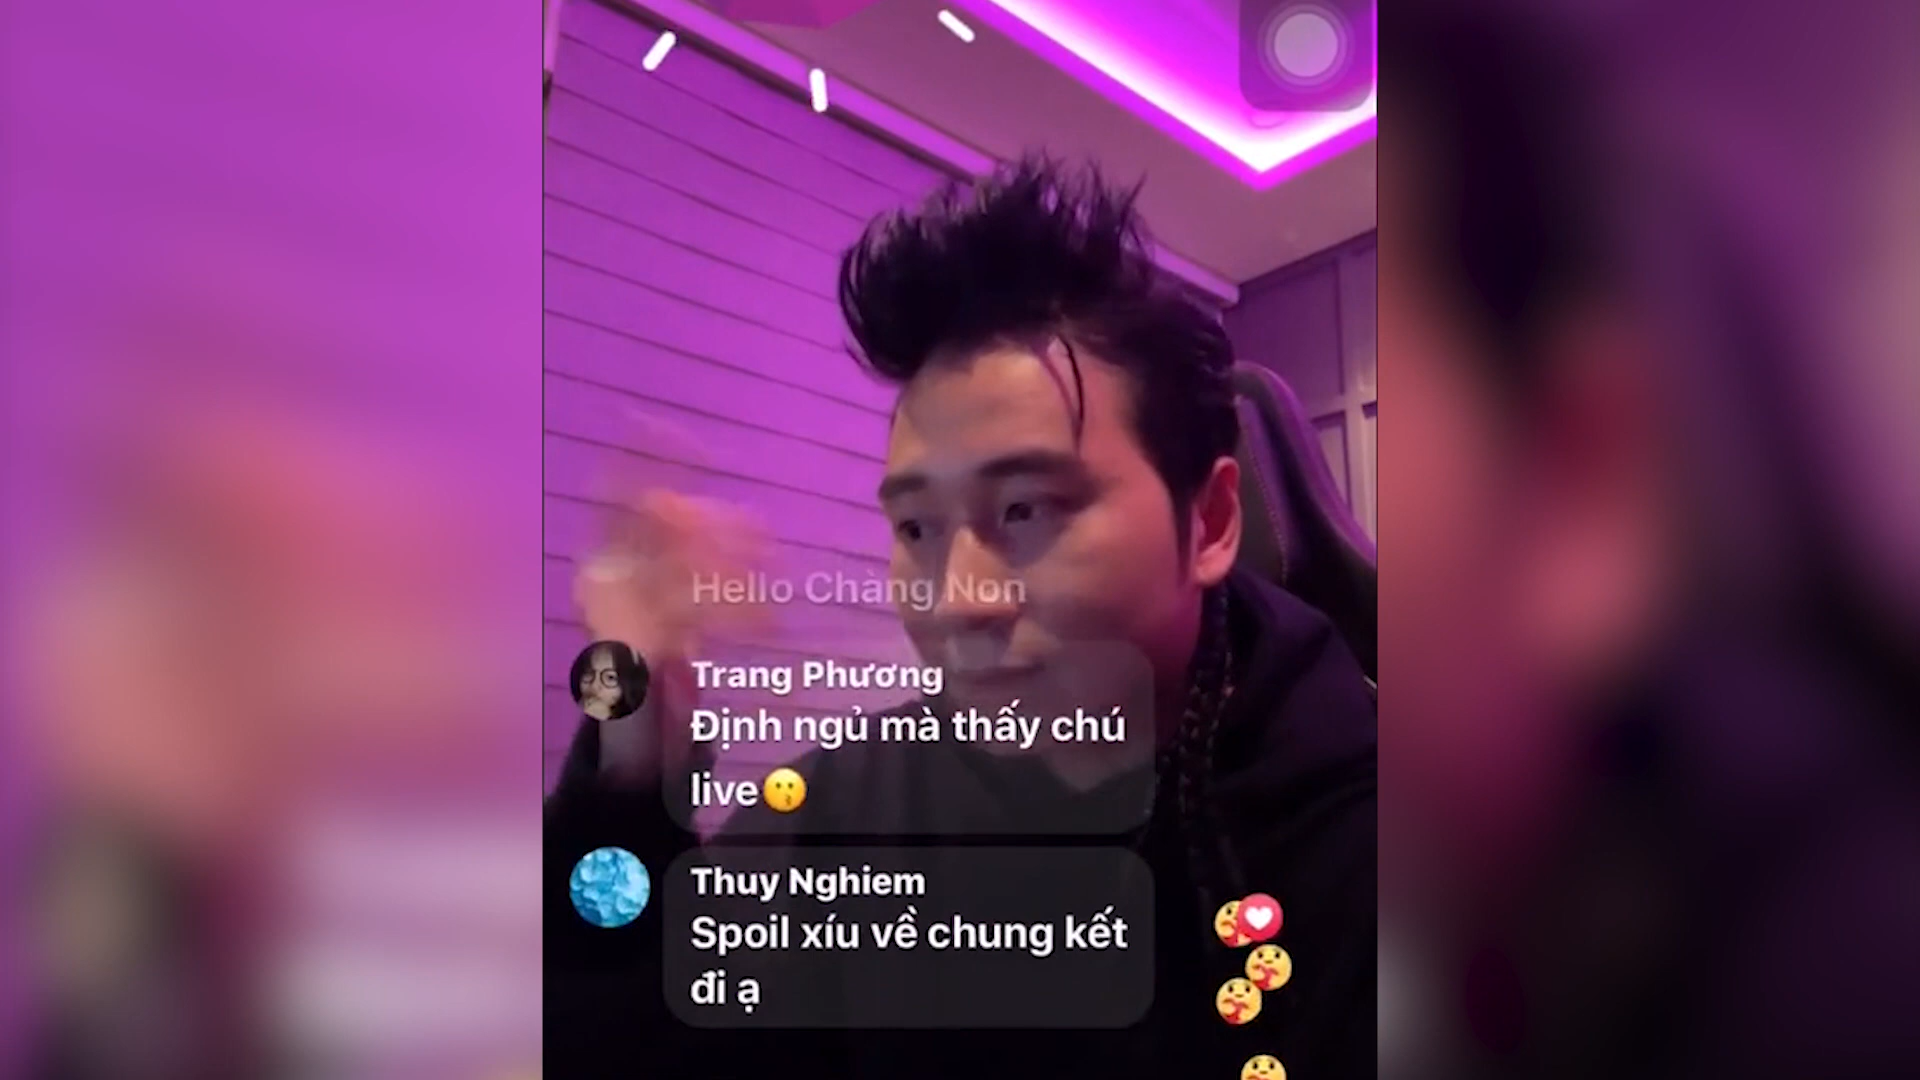 Hello Chàng Non
Trang Phương
Định ngủ mà thấy chú
live
Thuy Nghiem
Spoil xíu về chung kết
đi ạ